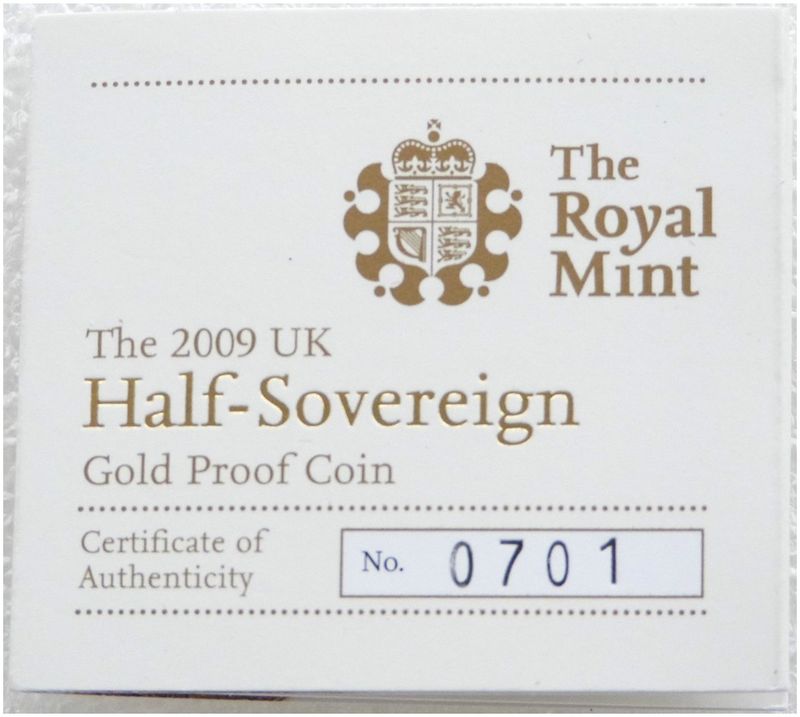 The
Royal
Mint
The 2009 UK
Half-Sovereign
Gold Proof Coin
Certificate of
Authenticity
No. 0701